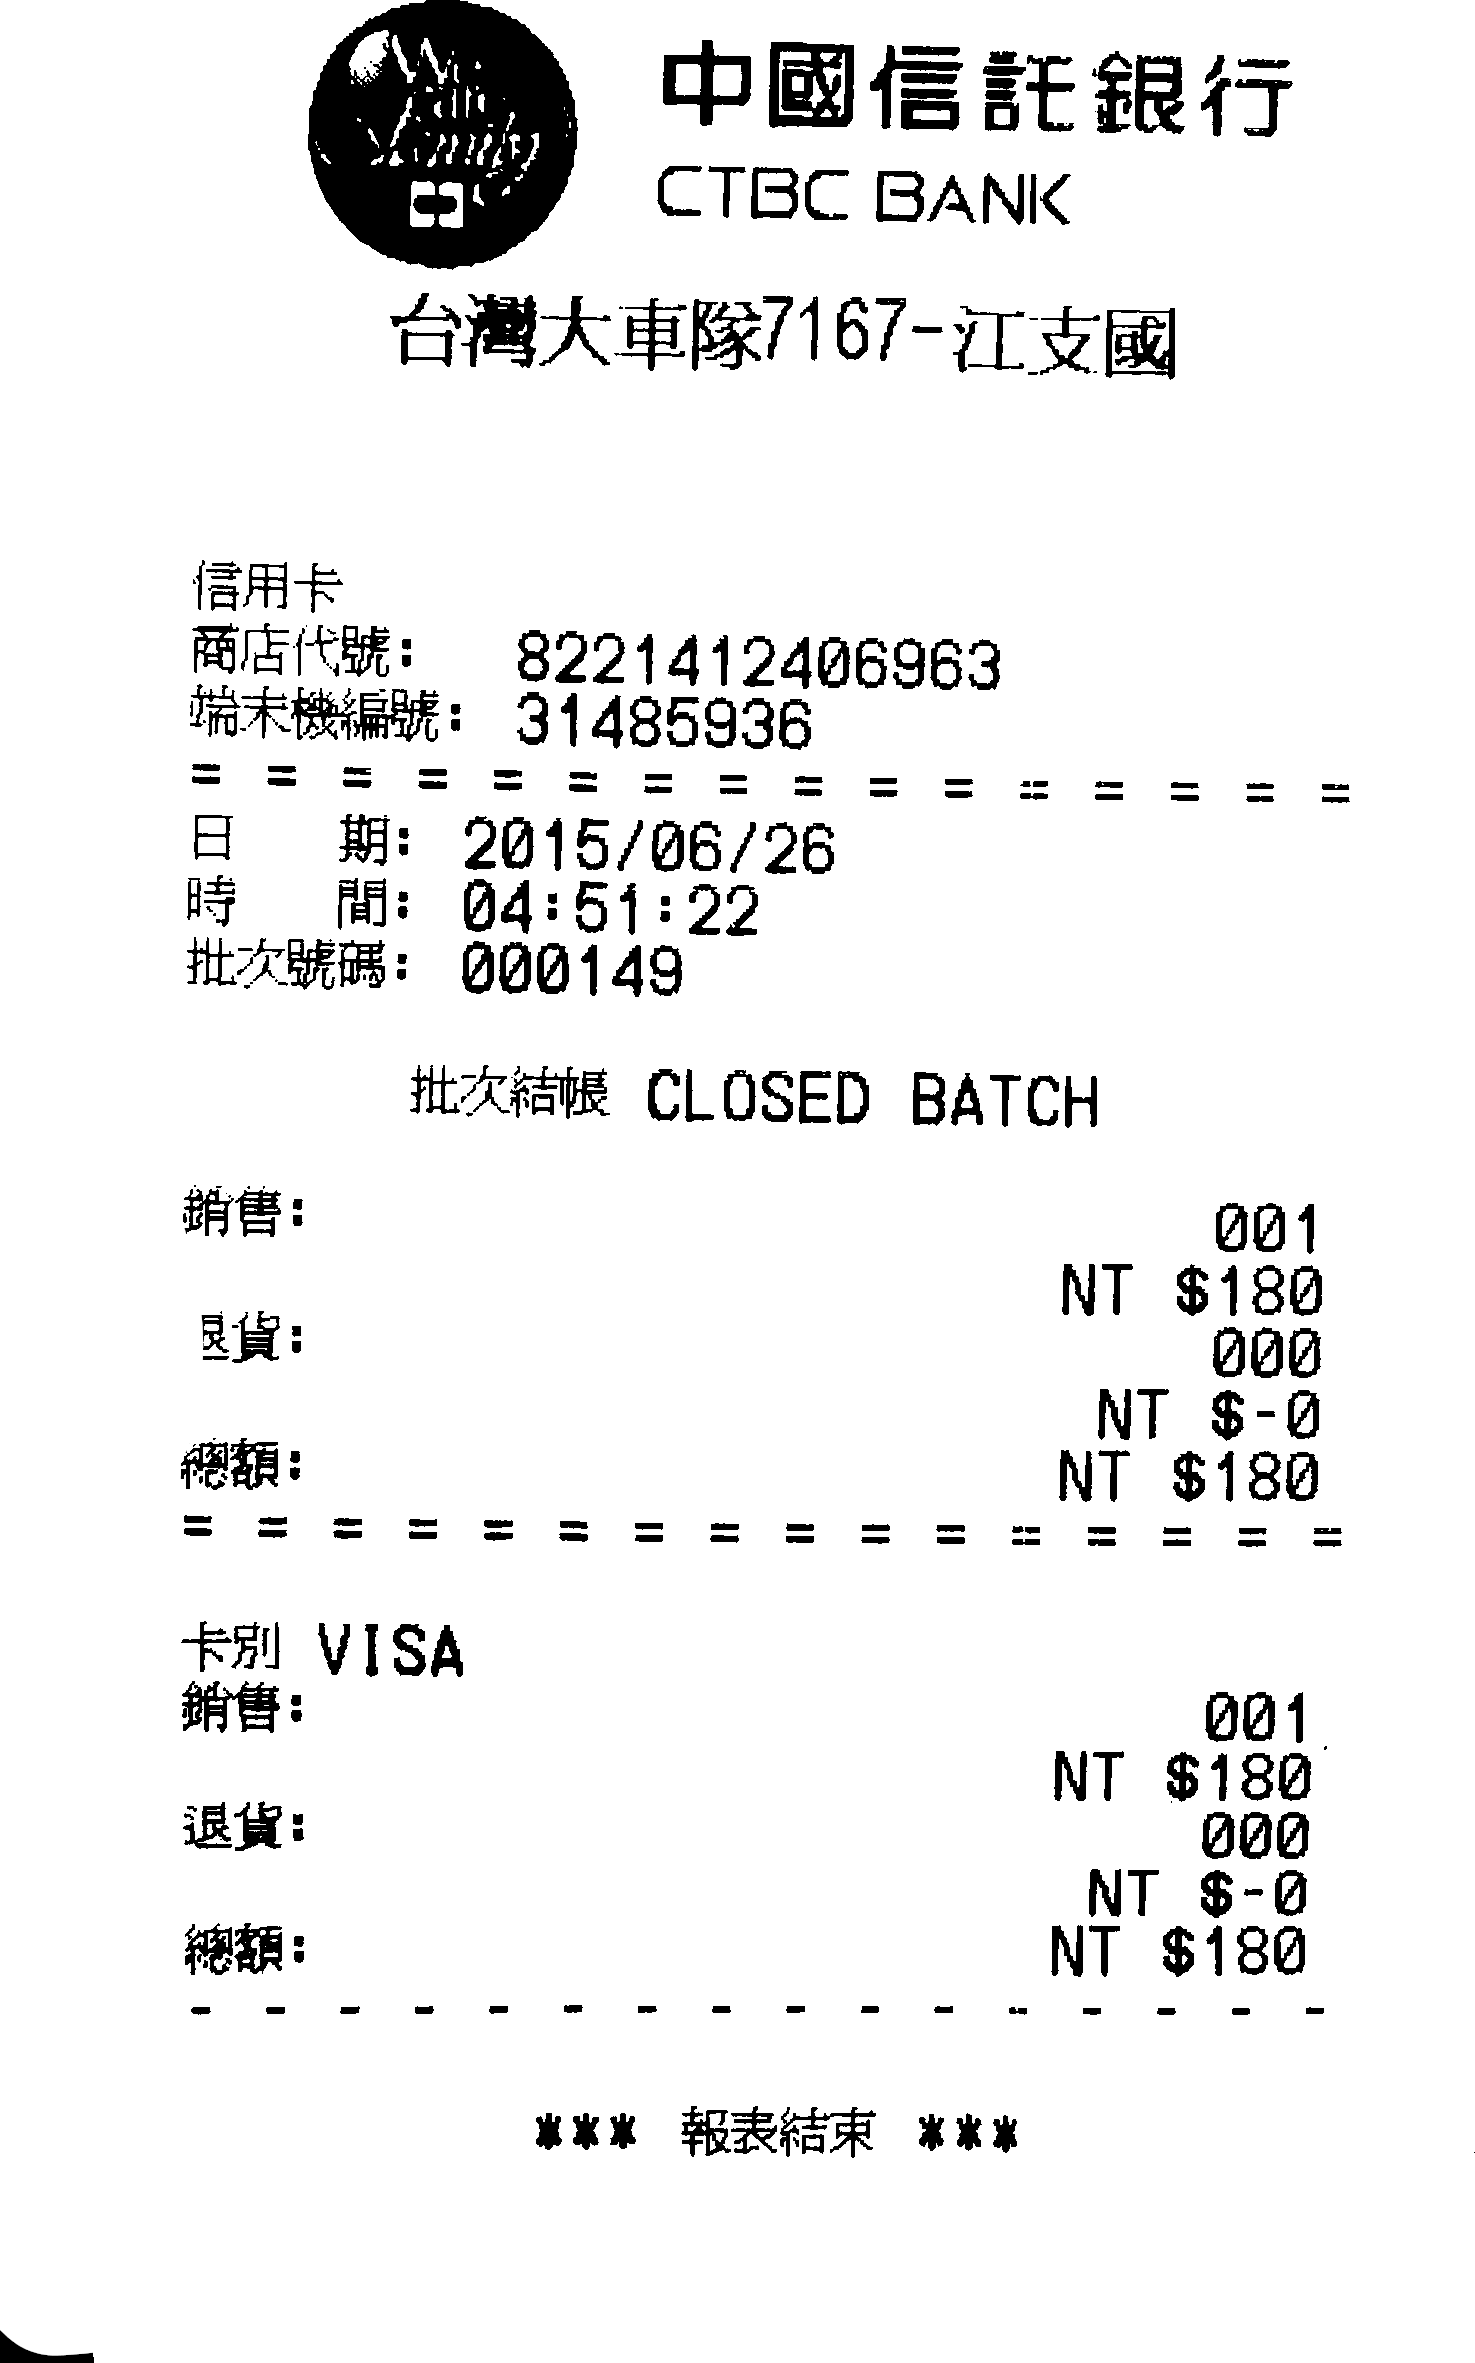 中國信託銀行
CTBC BANK
台灣大車隊7167-江支國
信用卡
商店代號: 8221412406963
端末機編號: 31485936
= = = = = = = = = = = = = = = =
日 期: 2015/06/26
時 間: 04:51:22
批次號碼: 000149
批次結帳 CLOSED BATCH
銷售: 001
NT $180
退貨: 000
NT $-0
總額: NT $180
= = = = = = = = = = = = = = = =
卡別 VISA
銷售: 001
NT $180
退貨: 000
NT $-0
總額: NT $180
- - - - - - - - - - - - - - - -
*** 報表結束 ***